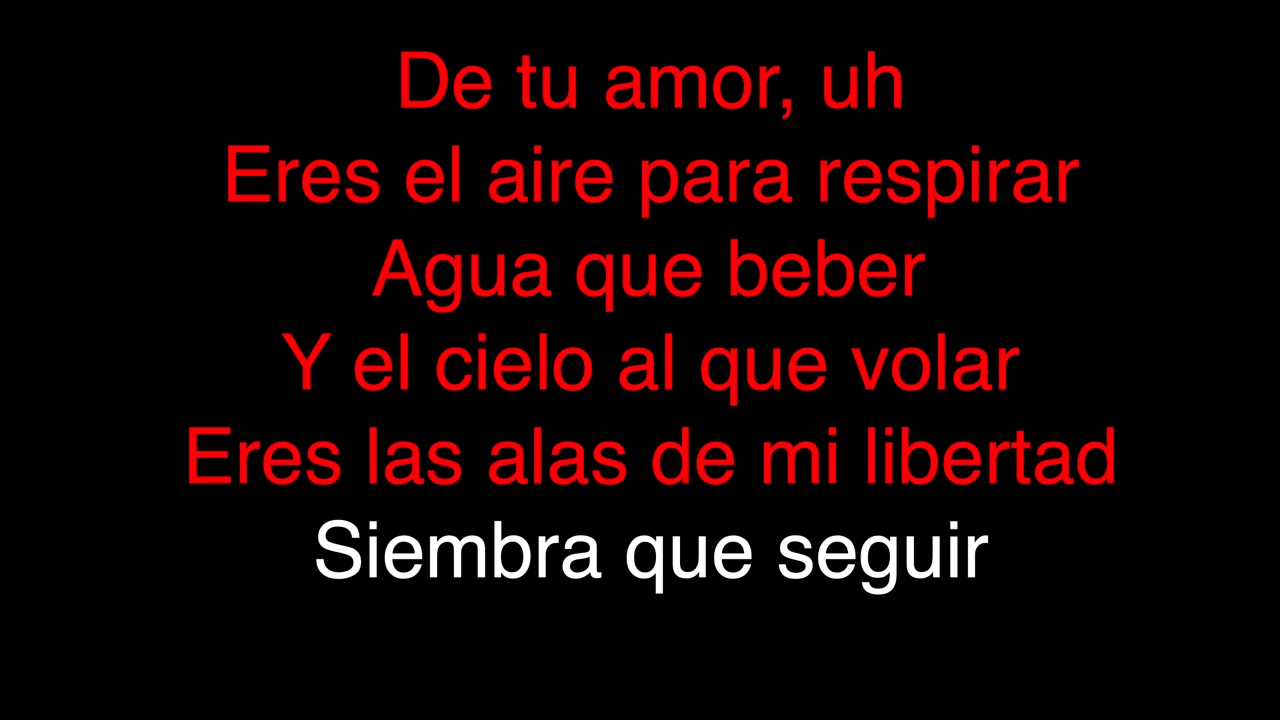 De tu amor, uh
Eres el aire para respirar
Agua que beber
Y el cielo al que volar
Eres las alas de mi libertad
Siembra que seguir